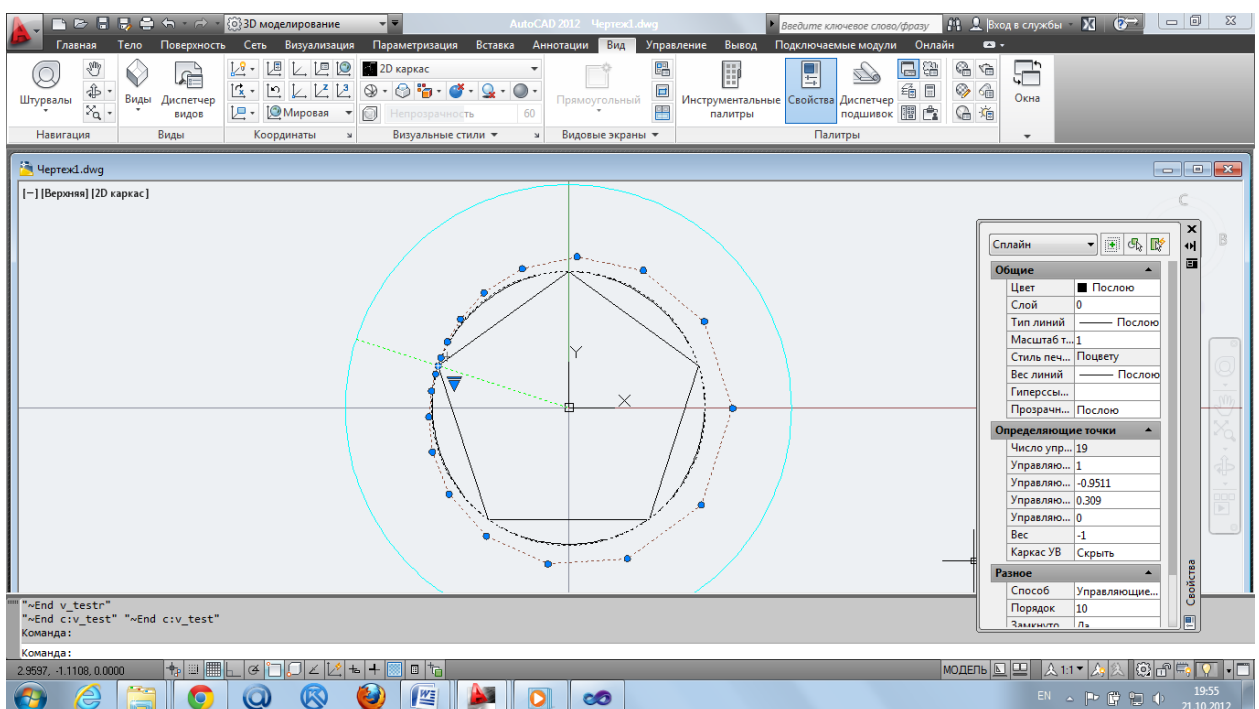 3D моделирование
AutoCAD 2012 Чертеж1.dwg
Введите ключевое слово/фразу
Вход в службы
Главная Тело Поверхность Сеть Визуализация Параметризация Вставка Аннотации Вид Управление Вывод Подключаемые модули Онлайн
Штурвалы
Виды
Диспетчер видов
2D каркас
Мировая
Непрозрачность 60
Прямоугольный
Инструментальные палитры
Свойства
Диспетчер подшивок
Окна
Навигация Виды Координаты Визуальные стили Видовые экраны Палитры
Чертеж1.dwg
[−] [Верхняя] [2D каркас]
С
В
Y
X
Сплайн
Общие
Цвет Послою
Слой 0
Тип линий Послою
Масштаб т... 1
Стиль печ... Поцвету
Вес линий Послою
Гиперссы...
Прозрачн... Послою
Определяющие точки
Число упр... 19
Управляю... 1
Управляю... -0.9511
Управляю... 0.309
Управляю... 0
Вес -1
Каркас УВ Скрыть
Разное
Способ Управляющие...
Порядок 10
Замкнуто Да
Свойства
"~End v_testr"
"~End c:v_test" "~End c:v_test"
Команда:
Команда:
2.9597, -1.1108, 0.0000
МОДЕЛЬ
1:1
EN
19:55
21.10.2012